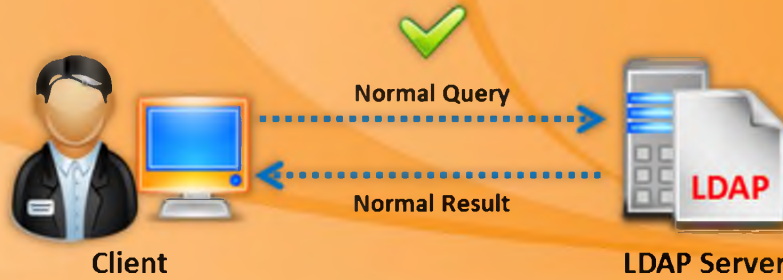 Normal Query
LDAP
Normal Result
Client
LDAP Server